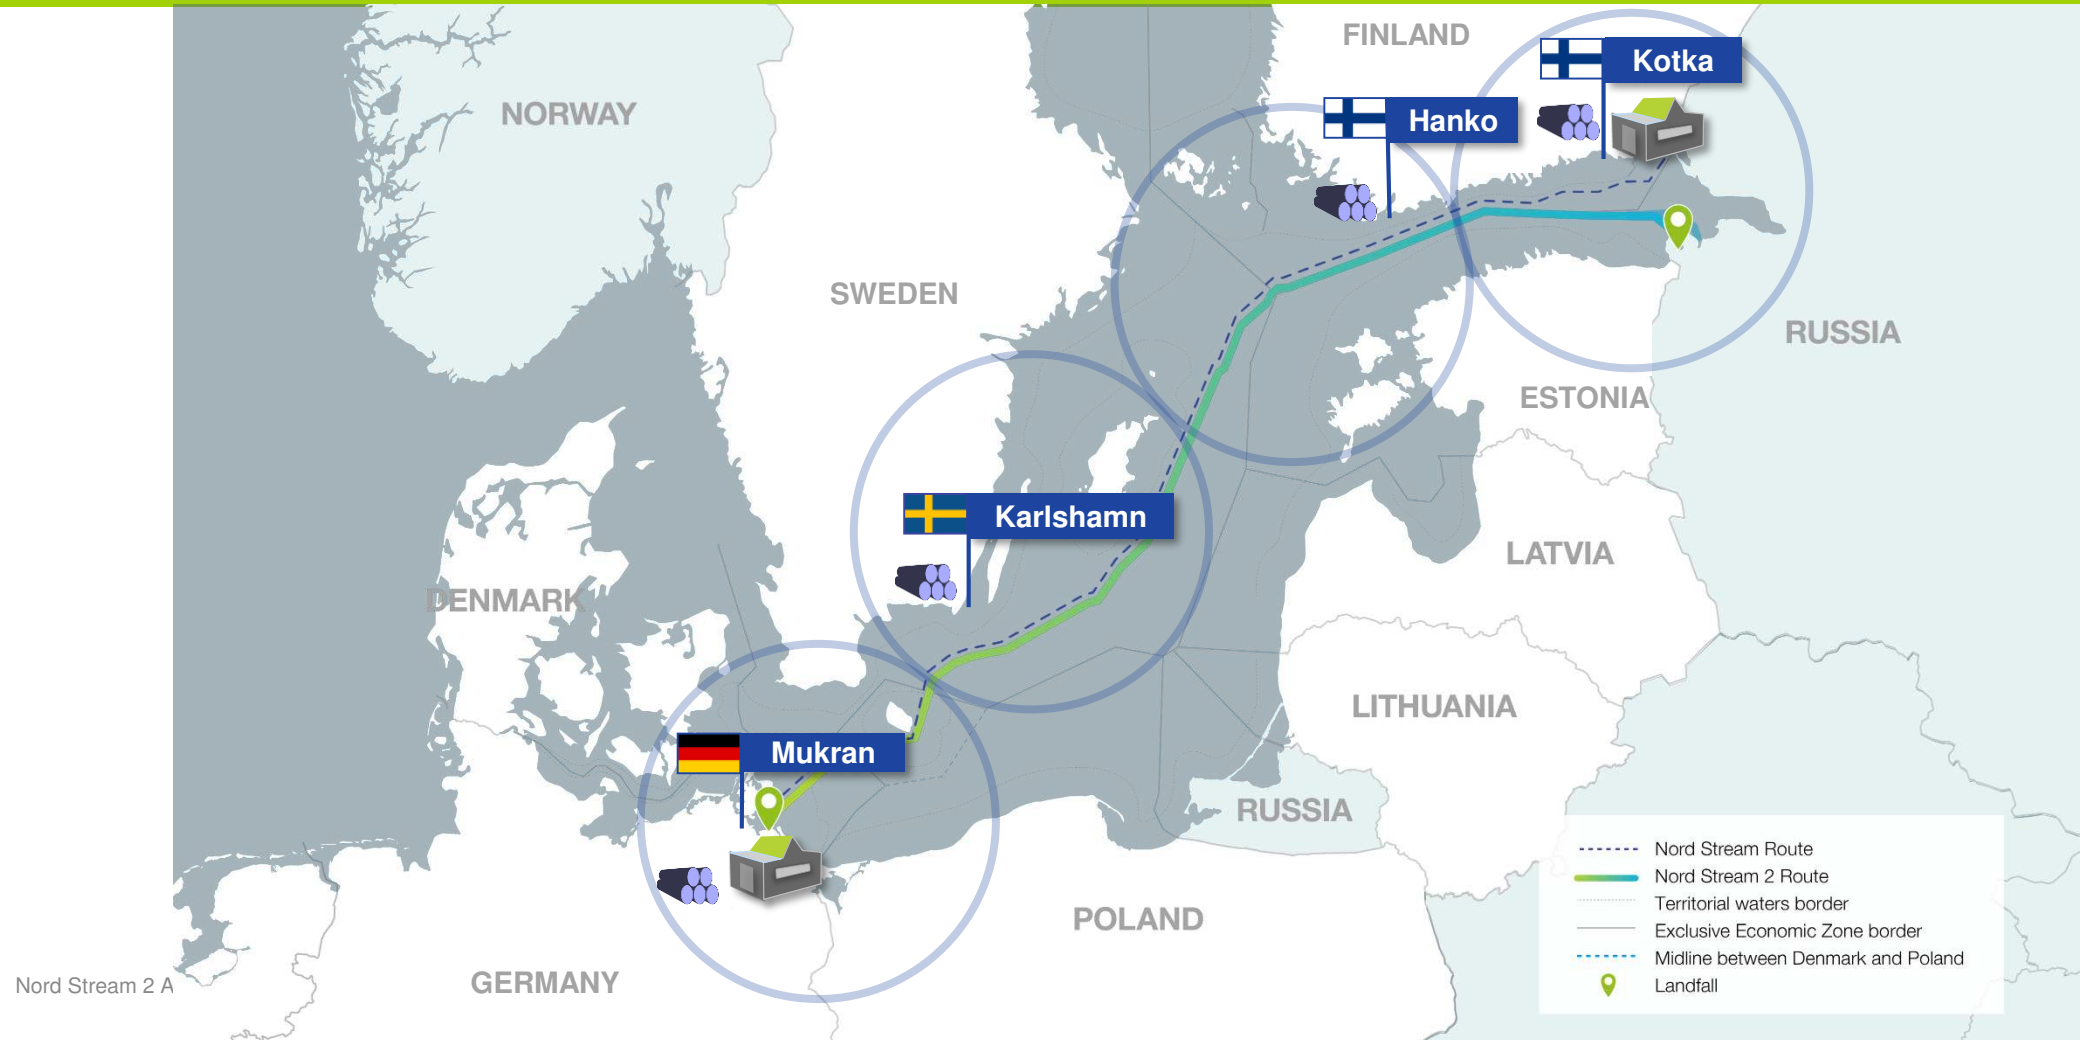 FINLAND
Kotka
NORWAY
Hanko
SWEDEN
RUSSIA
ESTONIA
Karlshamn
LATVIA
DENMARK
LITHUANIA
Mukran
RUSSIA
POLAND
GERMANY
Nord Stream Route
Nord Stream 2 Route
Territorial waters border
Exclusive Economic Zone border
Midline between Denmark and Poland
Landfall
Nord Stream 2 A